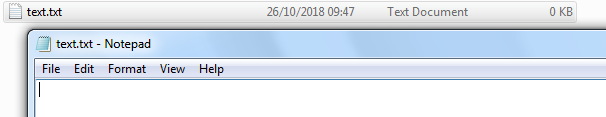 text.txt 26/10/2018 09:47 Text Document 0 KB
text.txt - Notepad
File Edit Format View Help